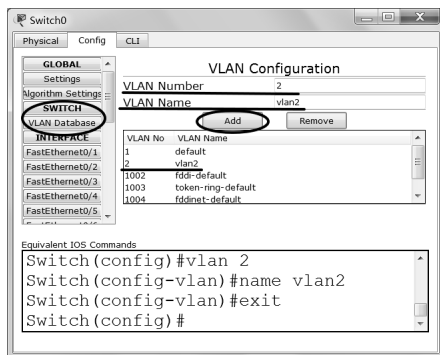 Switch0
Physical Config CLI
GLOBAL
Settings
Algorithm Settings
SWITCH
VLAN Database
INTERFACE
FastEthernet0/1
FastEthernet0/2
FastEthernet0/3
FastEthernet0/4
FastEthernet0/5
VLAN Configuration
VLAN Number 2
VLAN Name vlan2
Add Remove
VLAN No VLAN Name
1 default
2 vlan2
1002 fddi-default
1003 token-ring-default
1004 fddinet-default
Equivalent IOS Commands
Switch(config)#vlan 2
Switch(config-vlan)#name vlan2
Switch(config-vlan)#exit
Switch(config)#